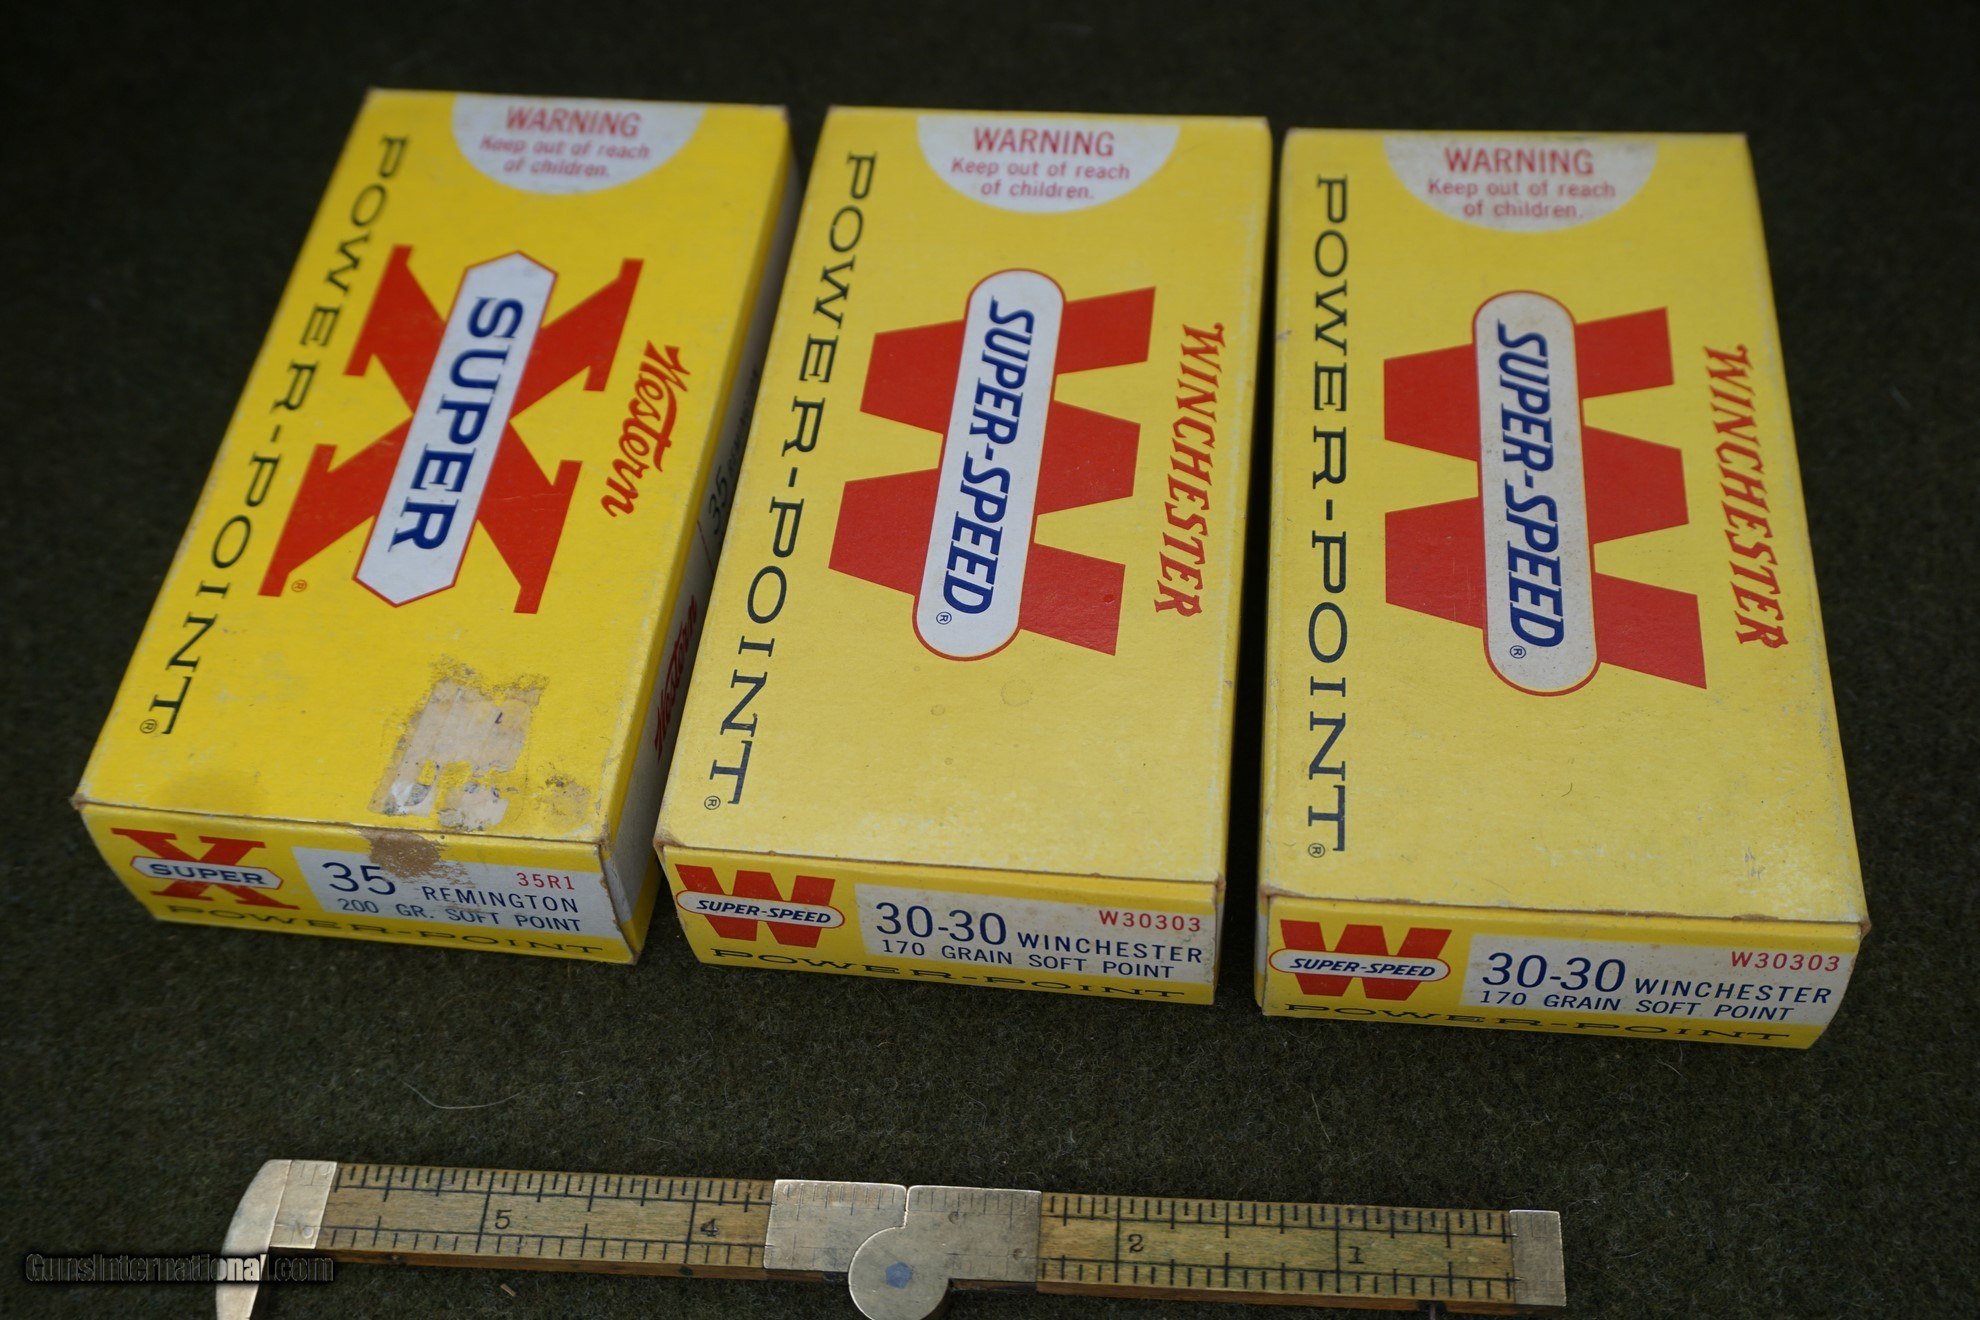 WARNING
Keep out of reach
of children.
POWER-POINT®
X
SUPER
®
Western
35
Western
X
SUPER
35 REMINGTON
35R1
200 GR. SOFT POINT
POWER-POINT
WARNING
Keep out of reach
of children.
POWER-POINT®
W
SUPER-SPEED®
WINCHESTER
W
SUPER-SPEED
30-30 WINCHESTER
W30303
170 GRAIN SOFT POINT
POWER-POINT
WARNING
Keep out of reach
of children.
POWER-POINT®
W
SUPER-SPEED®
WINCHESTER
W
SUPER-SPEED
30-30 WINCHESTER
W30303
170 GRAIN SOFT POINT
POWER-POINT
5 4 2 1
GunsInternational.com